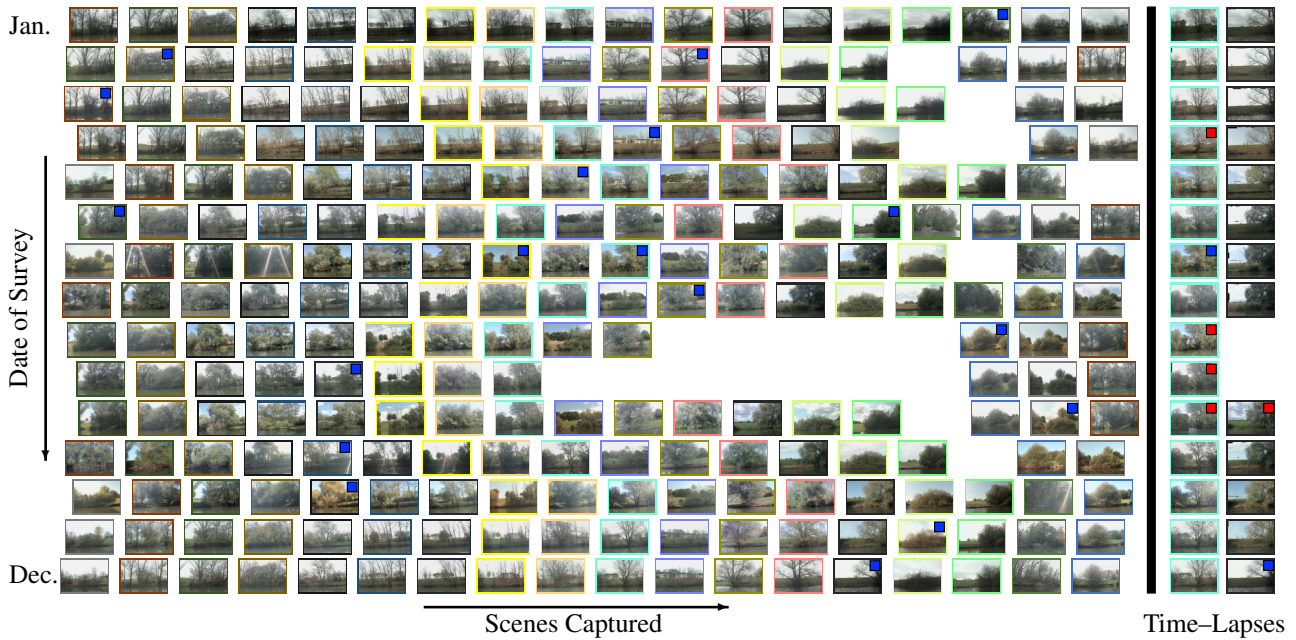 Jan.
Date of Survey
Dec.
Scenes Captured
Time–Lapses